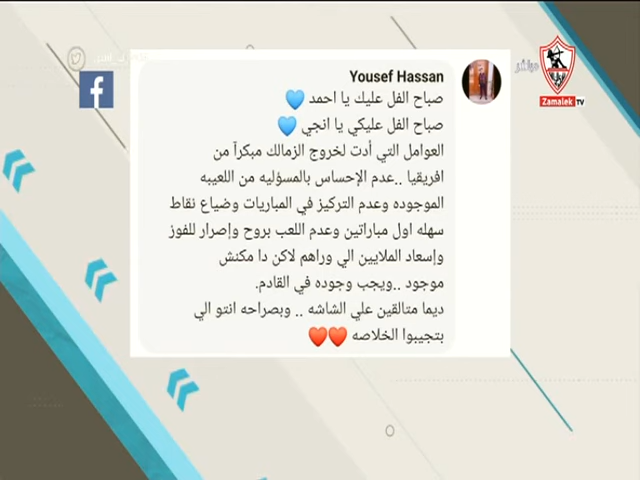 مباشر
Zamalek TV
Yousef Hassan
صباح الفل عليك يا احمد 💙
صباح الفل عليكي يا انجي 💙
العوامل التي أدت لخروج الزمالك مبكرآ من
افريقيا ..عدم الإحساس بالمسؤليه من اللعيبه
الموجوده وعدم التركيز في المباريات وضياع نقاط
سهله اول مباراتين وعدم اللعب بروح وإصرار للفوز
وإسعاد الملايين الي وراهم لاكن دا مكنش
موجود ..ويجب وجوده في القادم.
ديما متالقين علي الشاشه .. وبصراحه انتو الي
بتجيبوا الخلاصه ❤️❤️